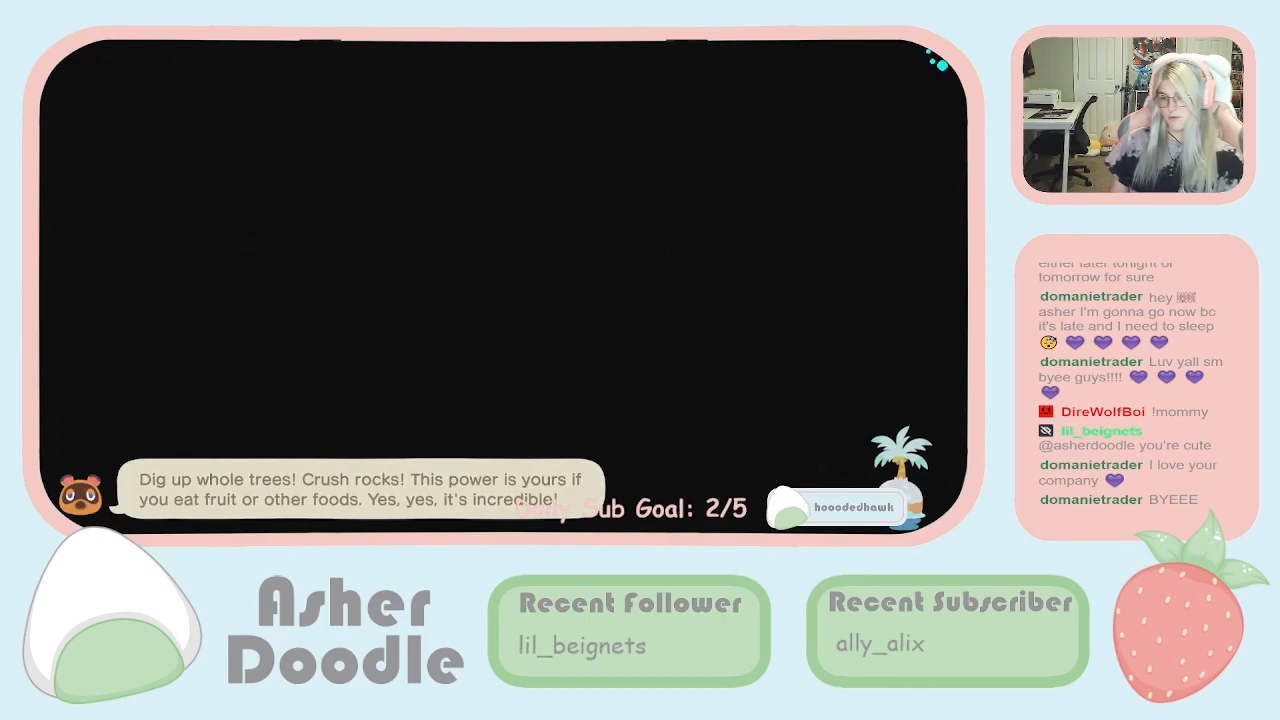 either later tonight or
tomorrow for sure
domanietrader hey
asher I'm gonna go now bc
it's late and I need to sleep
domanietrader Luv yall sm
byee guys!!!!
DireWolfBoi !mommy
lil_beignets
@asherdoodle you're cute
domanietrader I love your
company
domanietrader BYEEE
Dig up whole trees! Crush rocks! This power is yours if
you eat fruit or other foods. Yes, yes, it's incredible!
Daily Sub Goal: 2/5
hooodedhawk
Asher
Doodle
Recent Follower
lil_beignets
Recent Subscriber
ally_alix